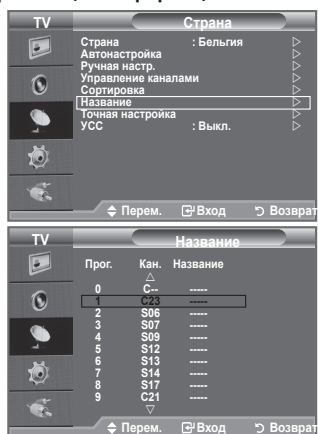 TV Страна
Страна : Бельгия ▷
Автонастройка ▷
Ручная настр. ▷
Управление каналами ▷
Сортировка ▷
Название ▷
Точная настройка ▷
УСС : Выкл. ▷
Перем. Вход Возврат
TV Название
Прог. Кан. Название
△
0 C-- -----
1 C23 -----
2 S06 -----
3 S07 -----
4 S09 -----
5 S12 -----
6 S13 -----
7 S14 -----
8 S17 -----
9 C21 -----
▽
Перем. Вход Возврат